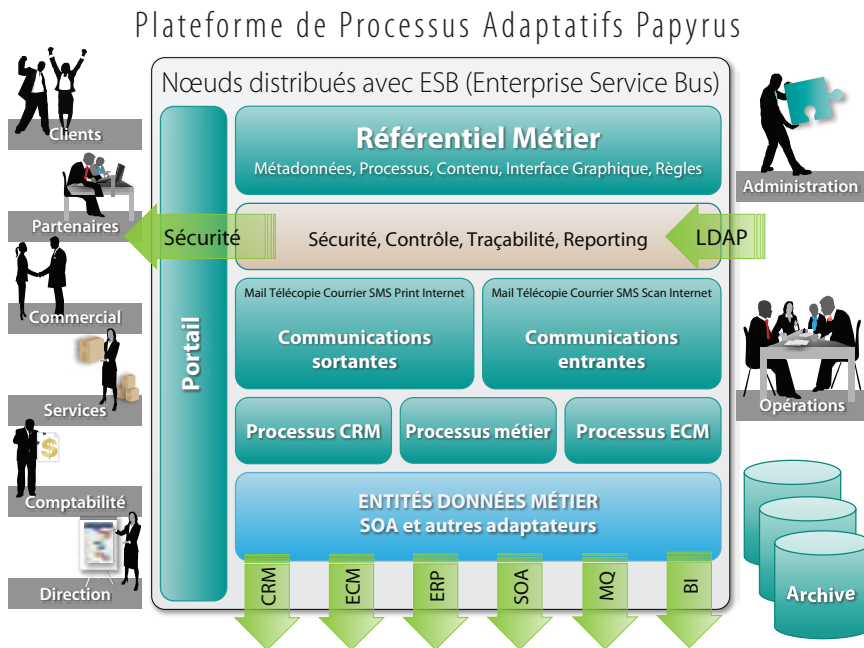 Plateforme de Processus Adaptatifs Papyrus
Nœuds distribués avec ESB (Enterprise Service Bus)
Clients
Partenaires
Commercial
Services
Comptabilité
$
Direction
Portail
Référentiel Métier
Métadonnées, Processus, Contenu, Interface Graphique, Règles
Sécurité
Sécurité, Contrôle, Traçabilité, Reporting
LDAP
Mail Télécopie Courrier SMS Print Internet
Communications
sortantes
Mail Télécopie Courrier SMS Scan Internet
Communications
entrantes
Processus CRM
Processus métier
Processus ECM
ENTITÉS DONNÉES MÉTIER
SOA et autres adaptateurs
CRM
ECM
ERP
SOA
MQ
BI
Administration
Opérations
Archive